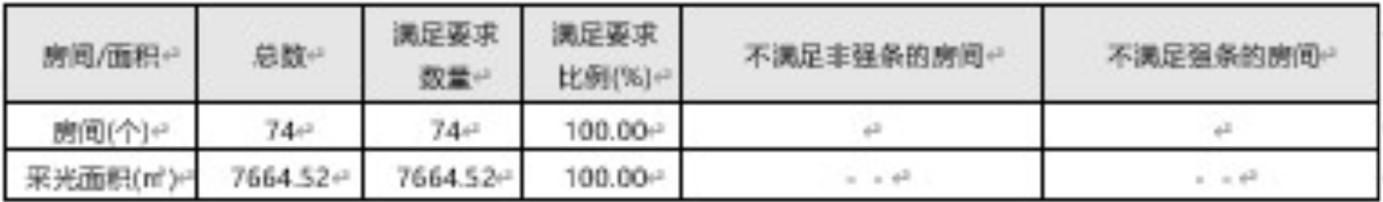 房间/面积 总数 满足要求数量 满足要求比例(%) 不满足非强条的房间 不满足强条的房间
房间(个) 74 74 100.00
采光面积(㎡) 7664.52 7664.52 100.00 - - - -